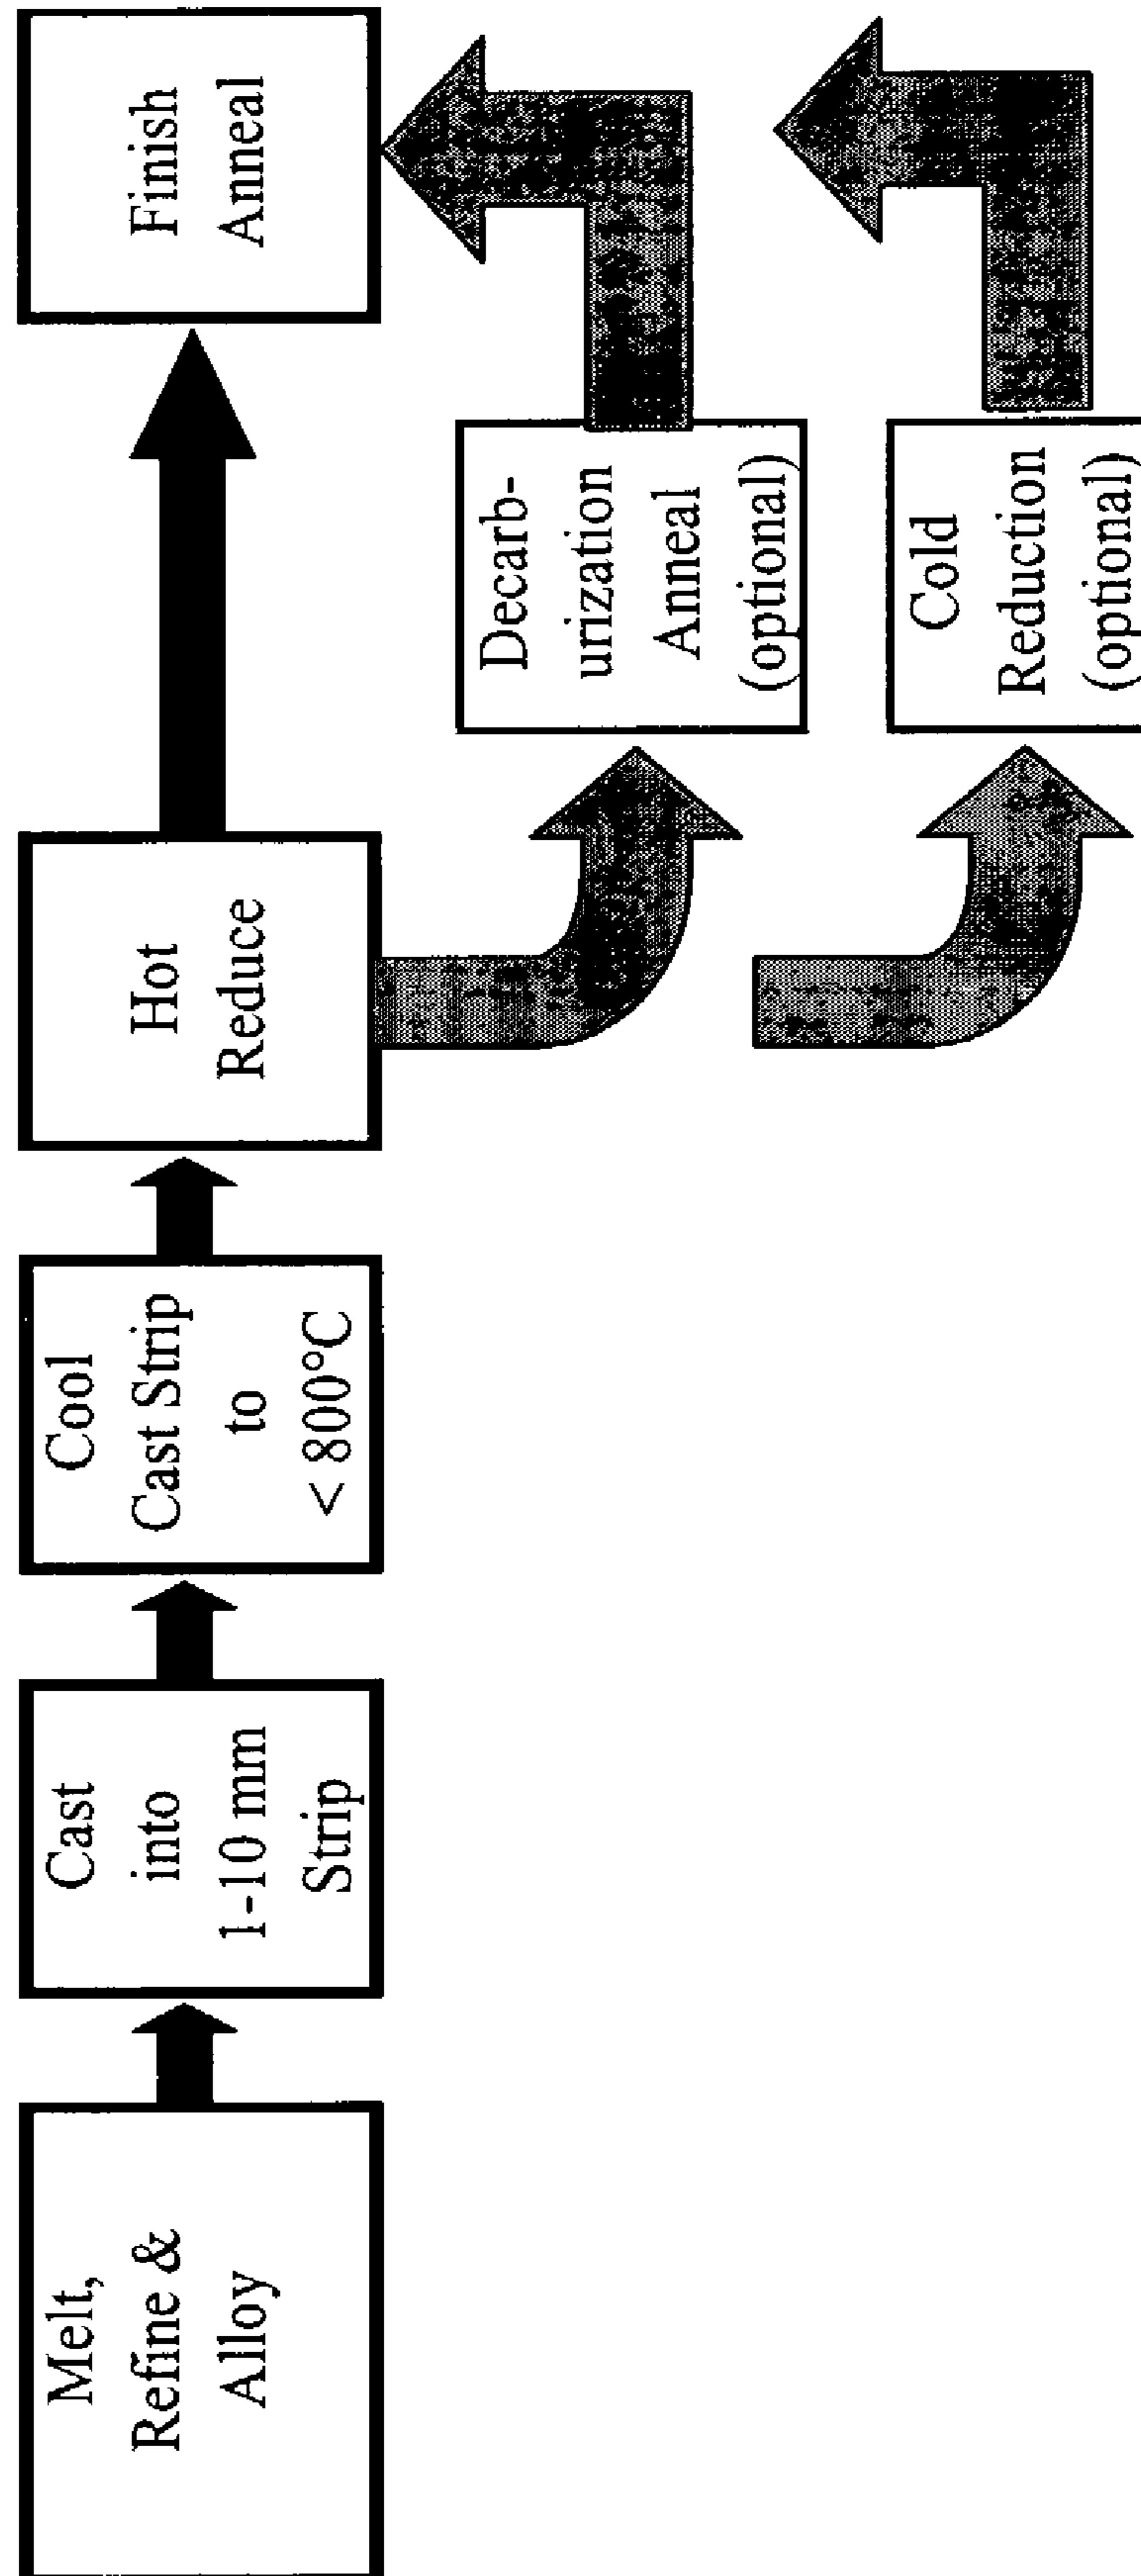 Melt,
Refine &
Alloy
Cast
into
1-10 mm
Strip
Cool
Cast Strip
to
< 800°C
Hot
Reduce
Finish
Anneal
Decarb-
urization
Anneal
(optional)
Cold
Reduction
(optional)